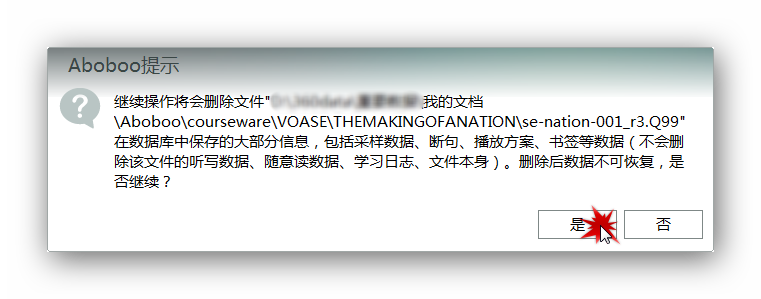 Aboboo提示
继续操作将会删除文件"我的文档
\Aboboo\courseware\VOASE\THEMAKINGOFANATION\se-nation-001_r3.Q99"
在数据库中保存的大部分信息，包括采样数据、断句、播放方案、书签等数据（不会删
除该文件的听写数据、随意读数据、学习日志、文件本身）。删除后数据不可恢复，是
否继续？
是
否